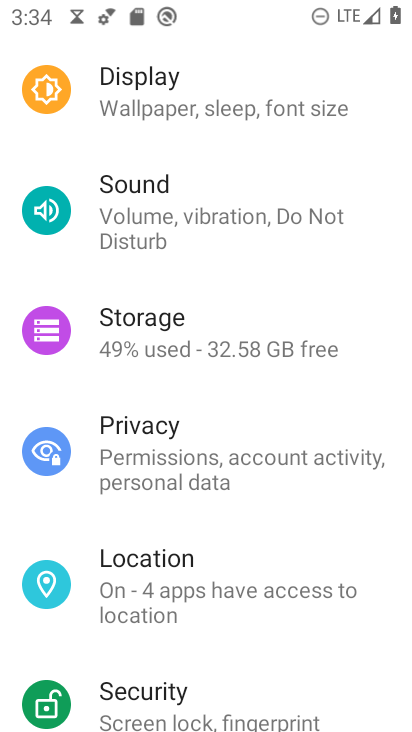 3:34
LTE
Display
Wallpaper, sleep, font size
Sound
Volume, vibration, Do Not
Disturb
Storage
49% used - 32.58 GB free
Privacy
Permissions, account activity,
personal data
Location
On - 4 apps have access to
location
Security
Screen lock, fingerprint